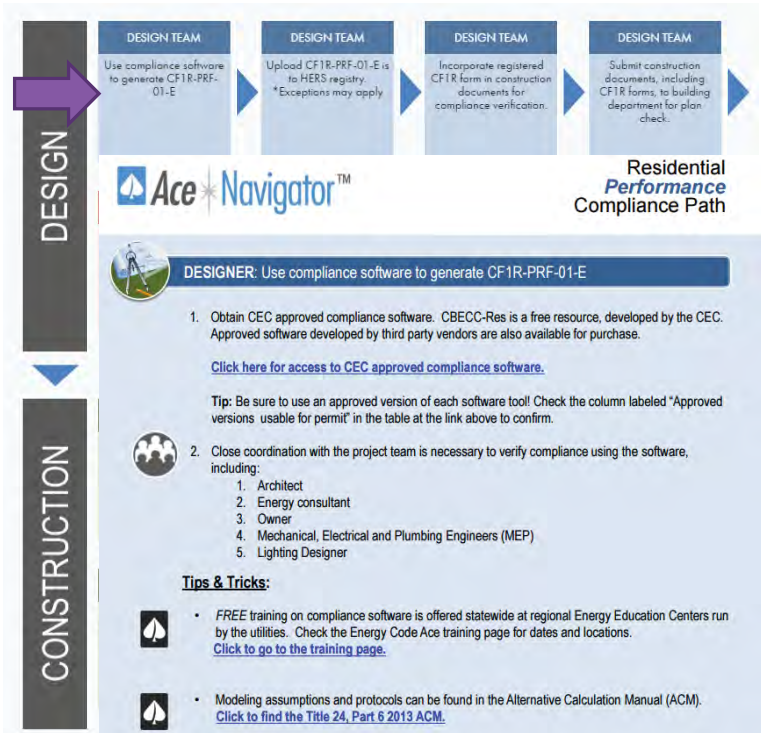 DESIGN TEAM
Use compliance software
to generate CF1R-PRF-
01-E
DESIGN TEAM
Upload CF1R-PRF-01-E is
to HERS registry.
*Exceptions may apply
DESIGN TEAM
Incorporate registered
CF1R form in construction
documents for
compliance verification.
DESIGN TEAM
Submit construction
documents, including
CF1R forms, to building
department for plan
check.
DESIGN
Ace Navigator™
Residential
Performance
Compliance Path
DESIGNER: Use compliance software to generate CF1R-PRF-01-E
1. Obtain CEC approved compliance software. CBECC-Res is a free resource, developed by the CEC.
Approved software developed by third party vendors are also available for purchase.
Click here for access to CEC approved compliance software.
Tip: Be sure to use an approved version of each software tool! Check the column labeled “Approved
versions usable for permit” in the table at the link above to confirm.
CONSTRUCTION
2. Close coordination with the project team is necessary to verify compliance using the software,
including:
1. Architect
2. Energy consultant
3. Owner
4. Mechanical, Electrical and Plumbing Engineers (MEP)
5. Lighting Designer
Tips & Tricks:
• FREE training on compliance software is offered statewide at regional Energy Education Centers run
by the utilities. Check the Energy Code Ace training page for dates and locations.
Click to go to the training page.
• Modeling assumptions and protocols can be found in the Alternative Calculation Manual (ACM).
Click to find the Title 24, Part 6 2013 ACM.